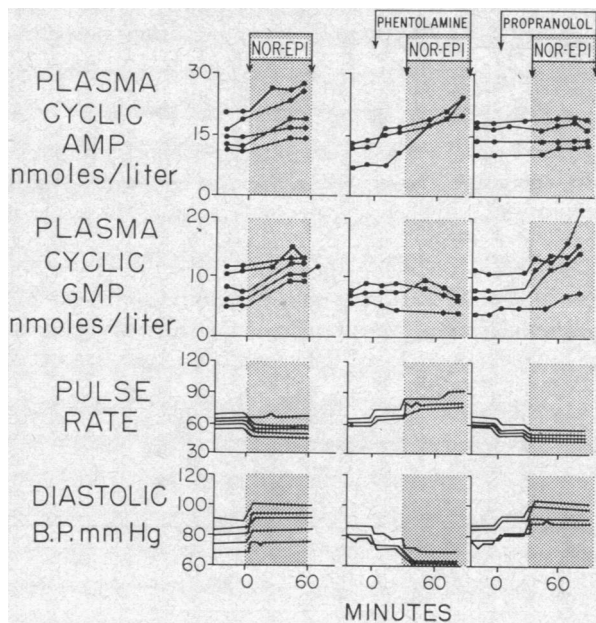 PHENTOLAMINE PROPRANOLOL
NOR-EPI NOR-EPI NOR-EPI
30
PLASMA
CYCLIC
AMP
nmoles/liter
15
0
20
PLASMA
CYCLIC
GMP
nmoles/liter
10
0
120
90
60
30
PULSE
RATE
120
100
80
60
DIASTOLIC
B.P. mm Hg
0 60 0 60 0 60
MINUTES